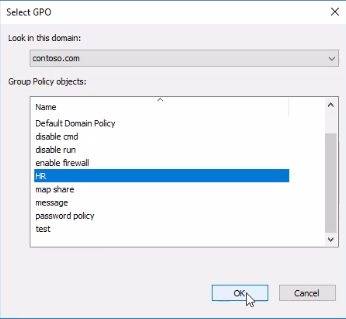 Select GPO
Look in this domain:
contoso.com
Group Policy objects:
Name
Default Domain Policy
disable cmd
disable run
enable firewall
HR
map share
message
password policy
test
OK
Cancel